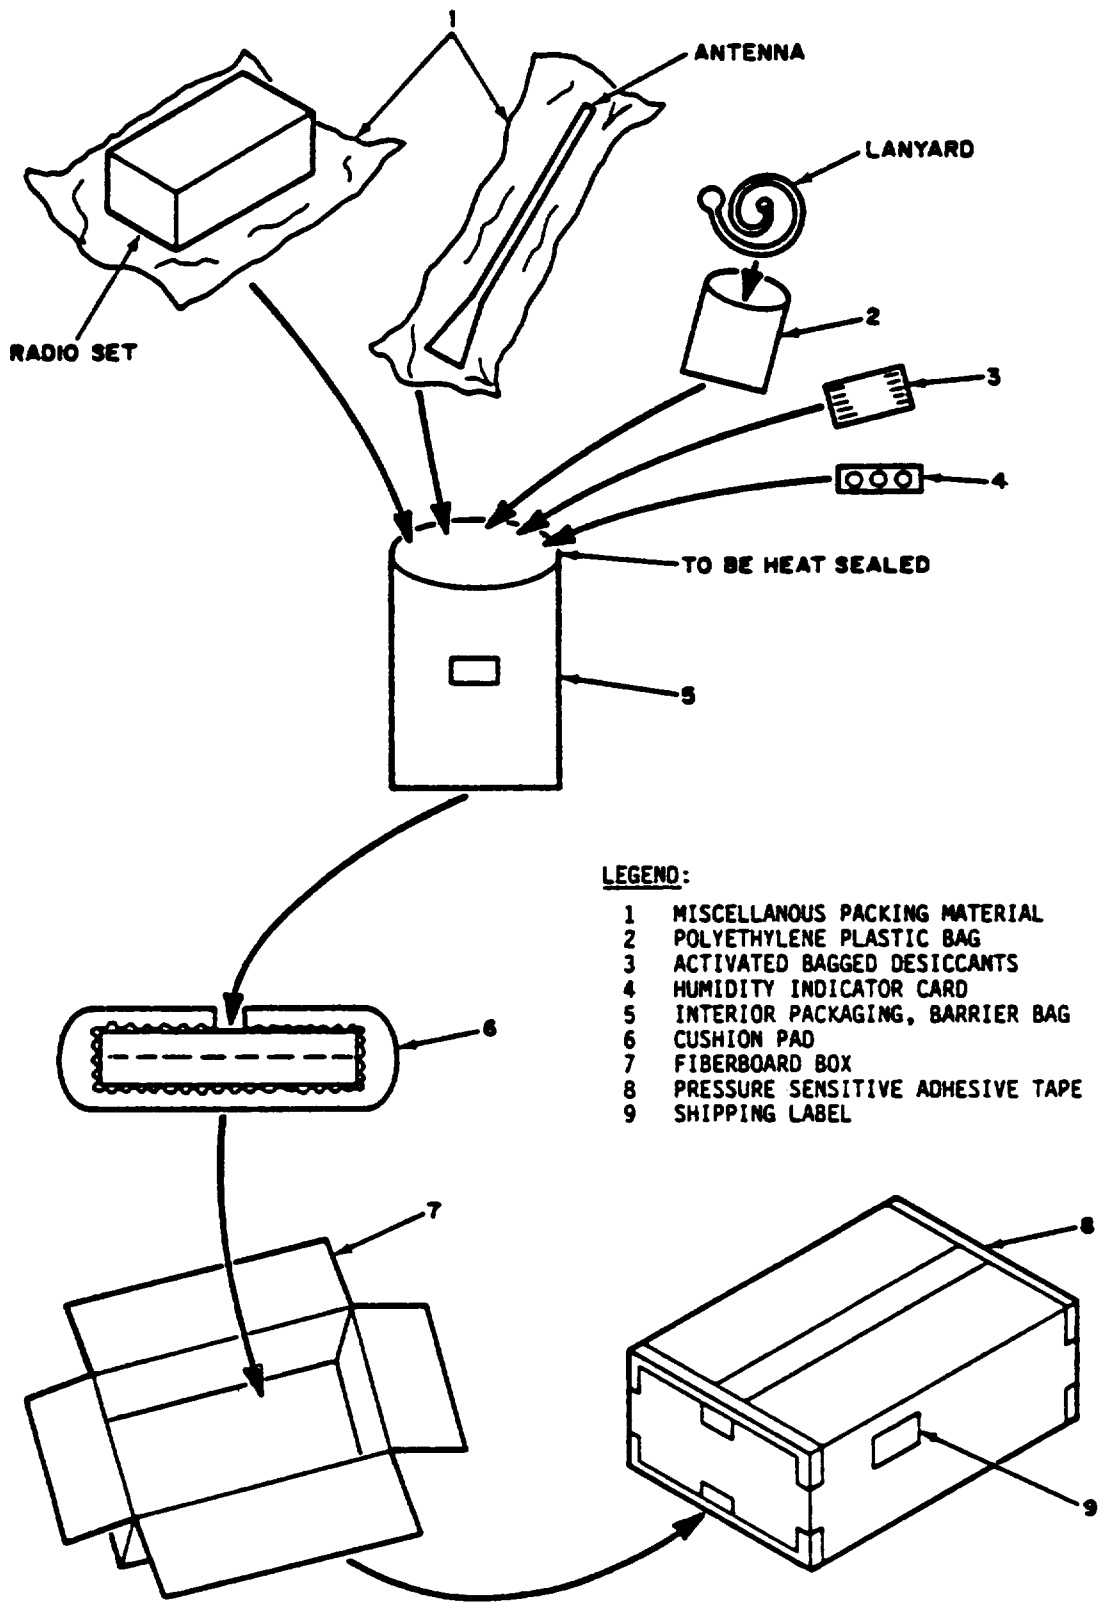 1
ANTENNA
LANYARD
RADIO SET
2
3
4
TO BE HEAT SEALED
5
LEGEND:
1 MISCELLANOUS PACKING MATERIAL
2 POLYETHYLENE PLASTIC BAG
3 ACTIVATED BAGGED DESICCANTS
4 HUMIDITY INDICATOR CARD
5 INTERIOR PACKAGING, BARRIER BAG
6 CUSHION PAD
7 FIBERBOARD BOX
8 PRESSURE SENSITIVE ADHESIVE TAPE
9 SHIPPING LABEL
6
7
8
9